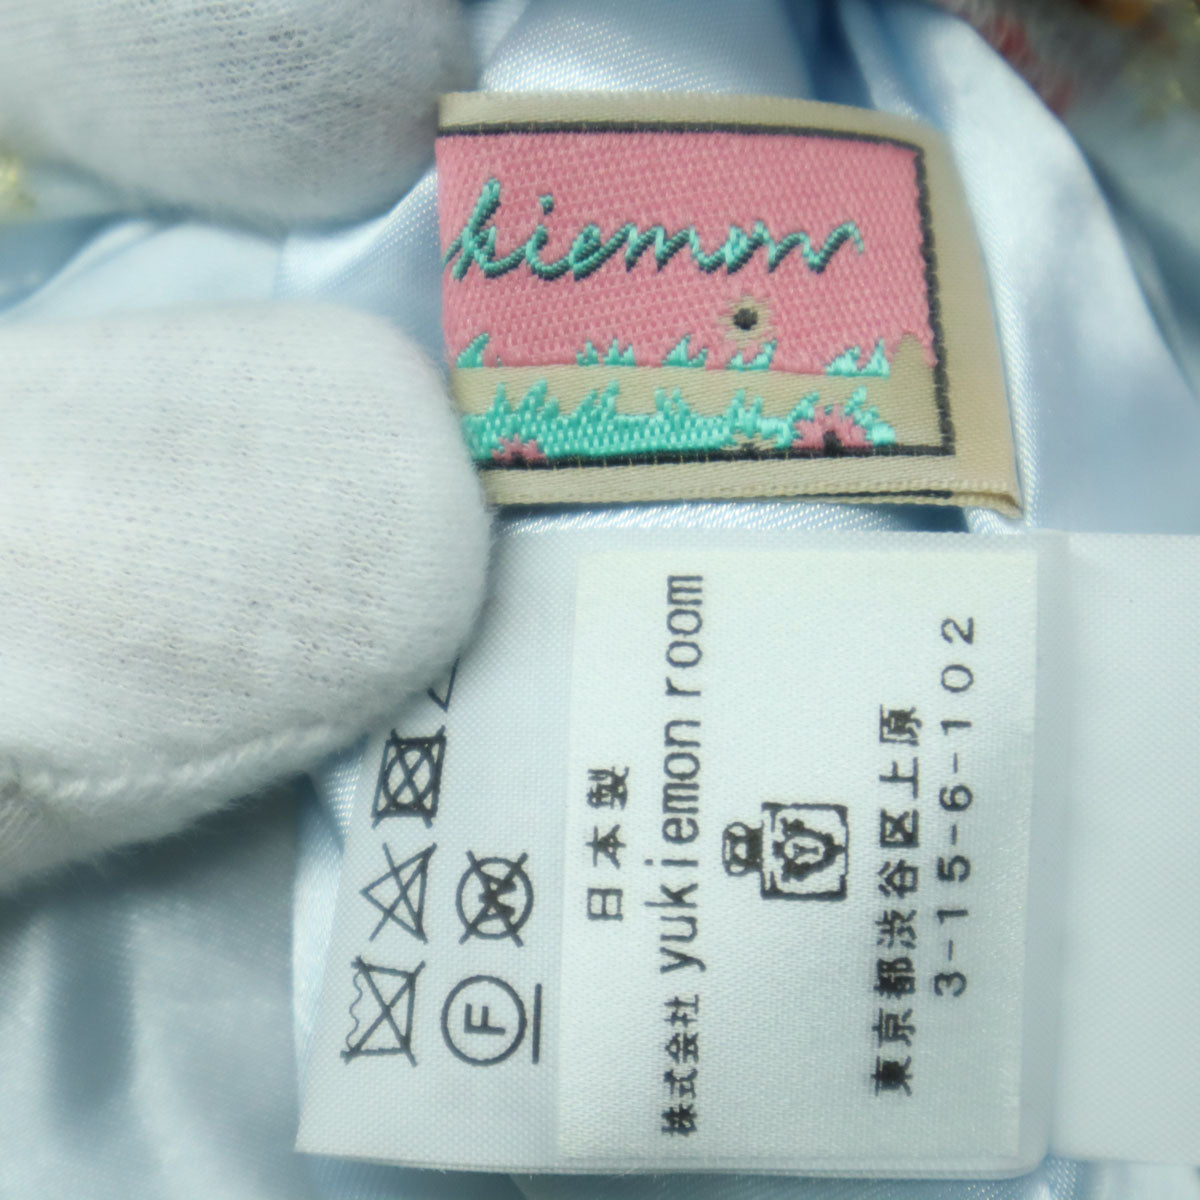 kiemon
日本製
株式会社 yukiemon room
東京都渋谷区上原
3-15-6-102
F
W